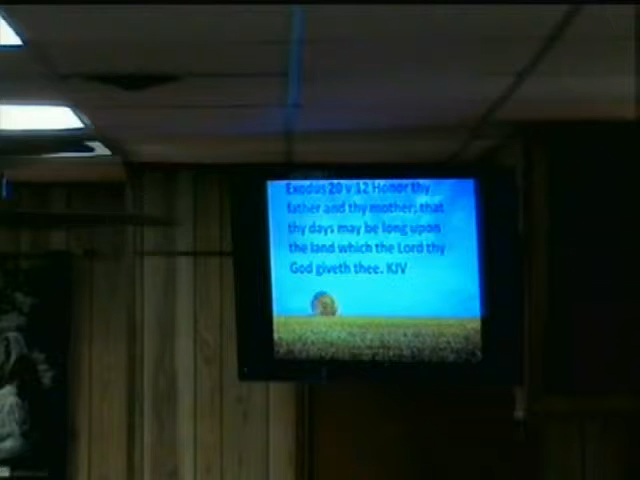 Exodus 20 v 12 Honor thy
father and thy mother; that
thy days may be long upon
the land which the Lord thy
God giveth thee. KJV